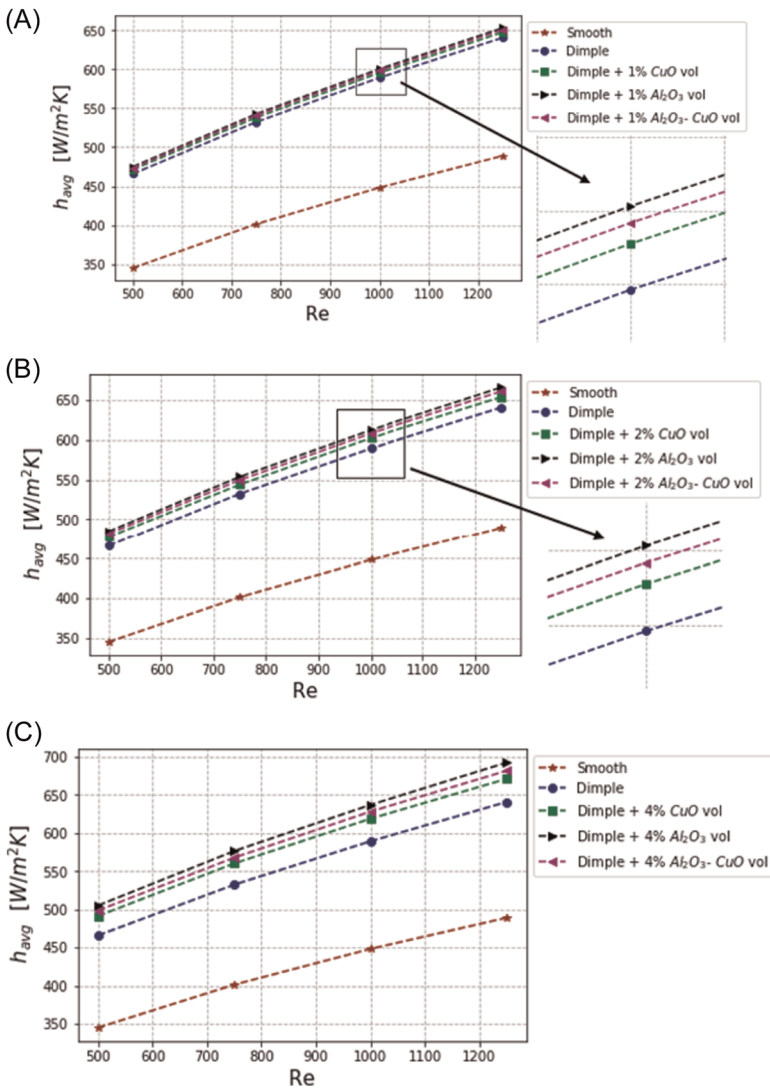 (A)
650
600
550
500
450
400
350
h_avg [W/m²K]
500 600 700 800 900 1000 1100 1200
Re
Smooth
Dimple
Dimple + 1% CuO vol
Dimple + 1% Al₂O₃ vol
Dimple + 1% Al₂O₃- CuO vol
(B)
650
600
550
500
450
400
350
h_avg [W/m²K]
500 600 700 800 900 1000 1100 1200
Re
Smooth
Dimple
Dimple + 2% CuO vol
Dimple + 2% Al₂O₃ vol
Dimple + 2% Al₂O₃- CuO vol
(C)
700
650
600
550
500
450
400
350
h_avg [W/m²K]
500 600 700 800 900 1000 1100 1200
Re
Smooth
Dimple
Dimple + 4% CuO vol
Dimple + 4% Al₂O₃ vol
Dimple + 4% Al₂O₃- CuO vol